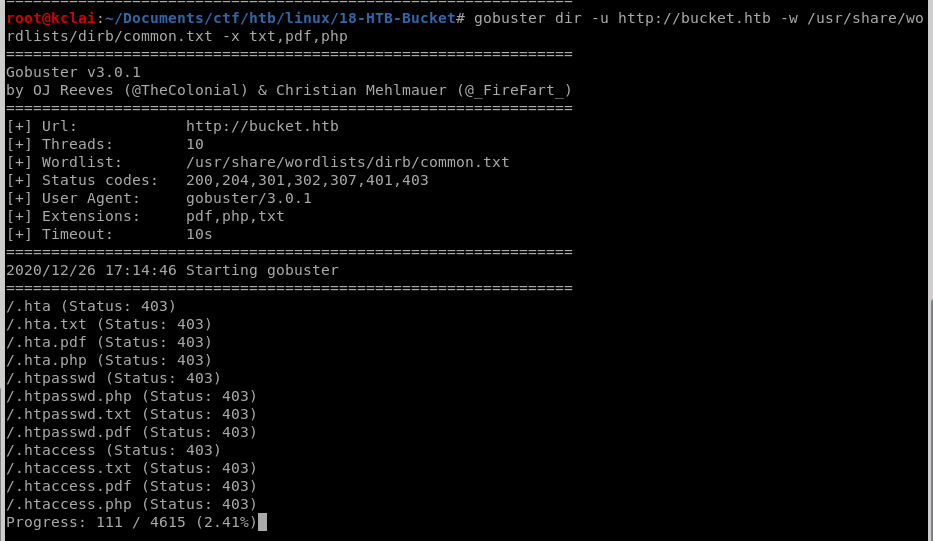 ==============================================================
root@kclai:~/Documents/ctf/htb/linux/18-HTB-Bucket# gobuster dir -u http://bucket.htb -w /usr/share/wo
rdlists/dirb/common.txt -x txt,pdf,php
===============================================================
Gobuster v3.0.1
by OJ Reeves (@TheColonial) & Christian Mehlmauer (@_FireFart_)
===============================================================
[+] Url:            http://bucket.htb
[+] Threads:        10
[+] Wordlist:       /usr/share/wordlists/dirb/common.txt
[+] Status codes:   200,204,301,302,307,401,403
[+] User Agent:     gobuster/3.0.1
[+] Extensions:     pdf,php,txt
[+] Timeout:        10s
===============================================================
2020/12/26 17:14:46 Starting gobuster
===============================================================
/.hta (Status: 403)
/.hta.txt (Status: 403)
/.hta.pdf (Status: 403)
/.hta.php (Status: 403)
/.htpasswd (Status: 403)
/.htpasswd.php (Status: 403)
/.htpasswd.txt (Status: 403)
/.htpasswd.pdf (Status: 403)
/.htaccess (Status: 403)
/.htaccess.txt (Status: 403)
/.htaccess.pdf (Status: 403)
/.htaccess.php (Status: 403)
Progress: 111 / 4615 (2.41%)